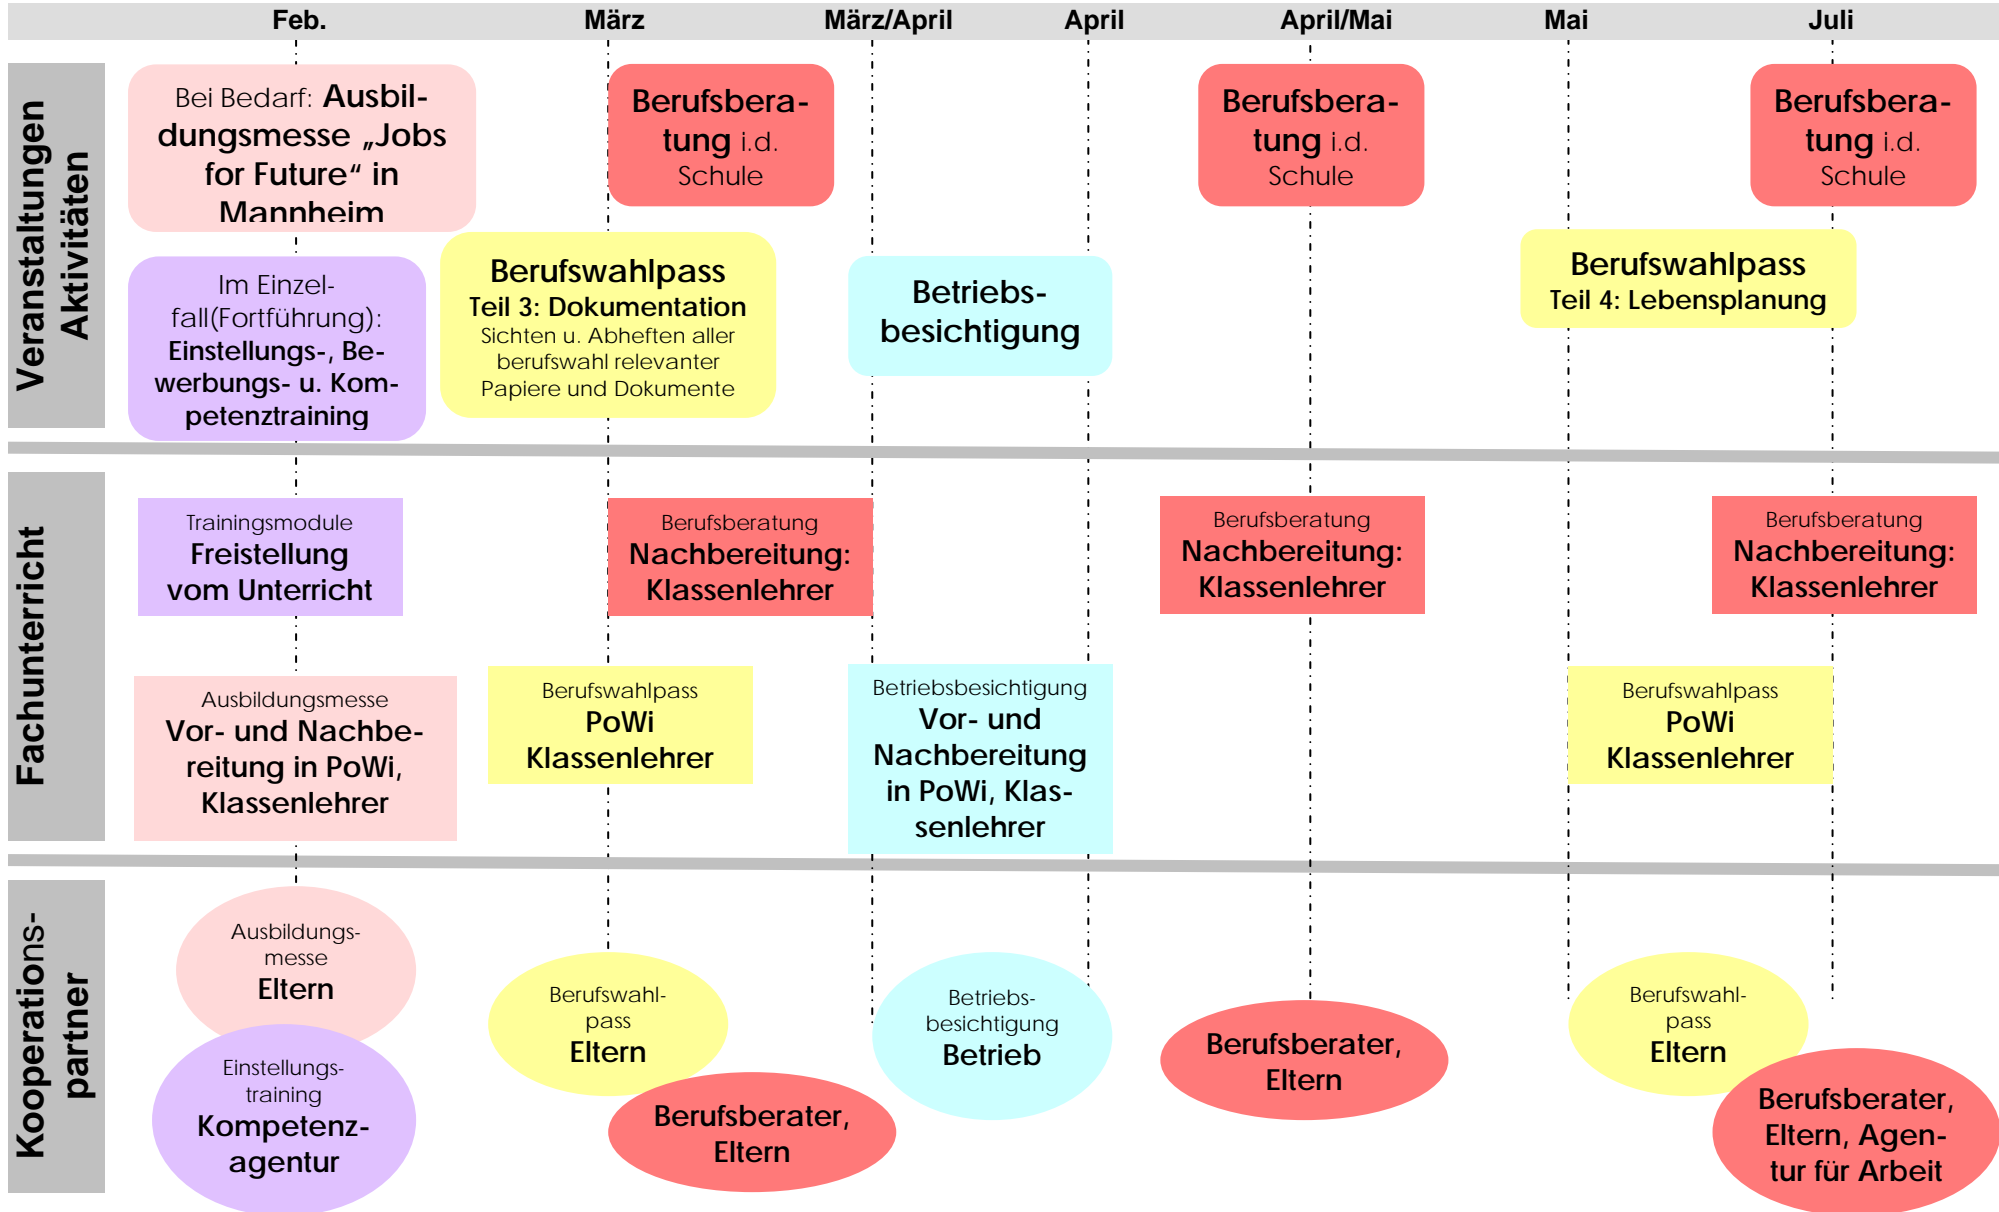 Feb.
März
März/April
April
April/Mai
Mai
Juli
Veranstaltungen
Aktivitäten
Bei Bedarf: Ausbil-
dungsmesse „Jobs
for Future“ in
Mannheim
Berufsbera-
tung i.d.
Schule
Berufsbera-
tung i.d.
Schule
Berufsbera-
tung i.d.
Schule
Im Einzel-
fall(Fortführung):
Einstellungs-, Be-
werbungs- u. Kom-
petenztraining
Berufswahlpass
Teil 3: Dokumentation
Sichten u. Abheften aller
berufswahl relevanter
Papiere und Dokumente
Betriebs-
besichtigung
Berufswahlpass
Teil 4: Lebensplanung
Fachunterricht
Trainingsmodule
Freistellung
vom Unterricht
Berufsberatung
Nachbereitung:
Klassenlehrer
Berufsberatung
Nachbereitung:
Klassenlehrer
Berufsberatung
Nachbereitung:
Klassenlehrer
Ausbildungsmesse
Vor- und Nachbe-
reitung in PoWi,
Klassenlehrer
Berufswahlpass
PoWi
Klassenlehrer
Betriebsbesichtigung
Vor- und
Nachbereitung
in PoWi, Klas-
senlehrer
Berufswahlpass
PoWi
Klassenlehrer
Kooperations-
partner
Ausbildungs-
messe
Eltern
Einstellungs-
training
Kompetenz-
agentur
Berufswahl-
pass
Eltern
Berufsberater,
Eltern
Betriebs-
besichtigung
Betrieb
Berufsberater,
Eltern
Berufswahl-
pass
Eltern
Berufsberater,
Eltern, Agen-
tur für Arbeit